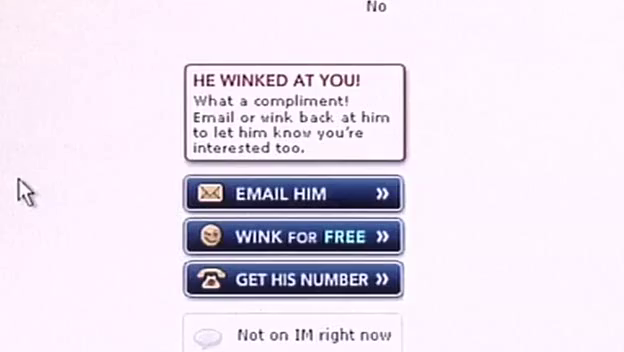 No
HE WINKED AT YOU!
What a compliment!
Email or wink back at him
to let him know you're
interested too.
EMAIL HIM »
WINK FOR FREE »
GET HIS NUMBER »
Not on IM right now